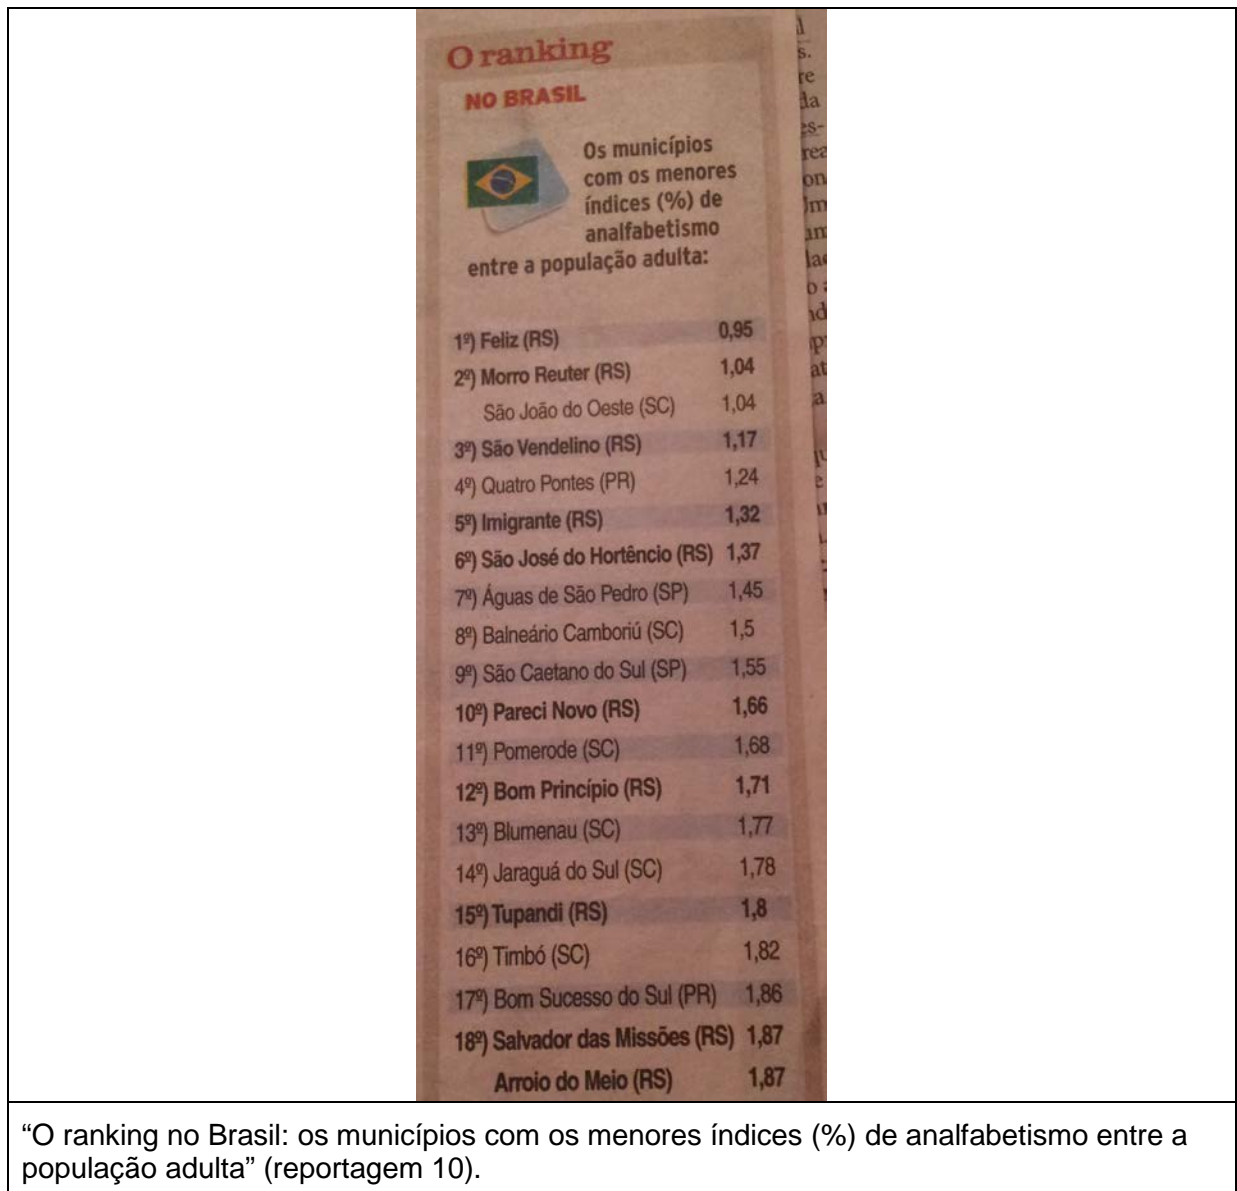 O ranking
NO BRASIL
Os municípios
com os menores
índices (%) de
analfabetismo
entre a população adulta:
1º) Feliz (RS) 0,95
2º) Morro Reuter (RS) 1,04
São João do Oeste (SC) 1,04
3º) São Vendelino (RS) 1,17
4º) Quatro Pontes (PR) 1,24
5º) Imigrante (RS) 1,32
6º) São José do Hortêncio (RS) 1,37
7º) Águas de São Pedro (SP) 1,45
8º) Balneário Camboriú (SC) 1,5
9º) São Caetano do Sul (SP) 1,55
10º) Pareci Novo (RS) 1,66
11º) Pomerode (SC) 1,68
12º) Bom Princípio (RS) 1,71
13º) Blumenau (SC) 1,77
14º) Jaraguá do Sul (SC) 1,78
15º) Tupandi (RS) 1,8
16º) Timbó (SC) 1,82
17º) Bom Sucesso do Sul (PR) 1,86
18º) Salvador das Missões (RS) 1,87
Arroio do Meio (RS) 1,87
“O ranking no Brasil: os municípios com os menores índices (%) de analfabetismo entre a
população adulta” (reportagem 10).